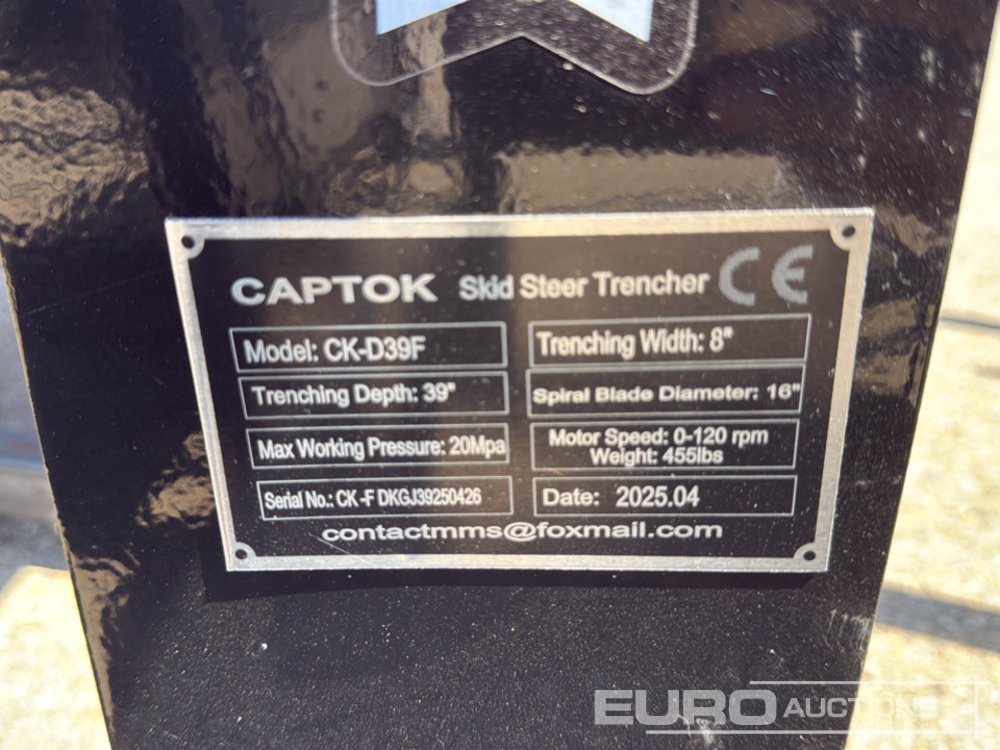 CAPTOK Skid Steer Trencher CE
Model: CK-D39F
Trenching Width: 8"
Trenching Depth: 39"
Spiral Blade Diameter: 16"
Max Working Pressure: 20Mpa
Motor Speed: 0-120 rpm
Weight: 455lbs
Serial No.: CK -F DKGJ39250426
Date: 2025.04
contactmms@foxmail.com
EURO AUCTIONS